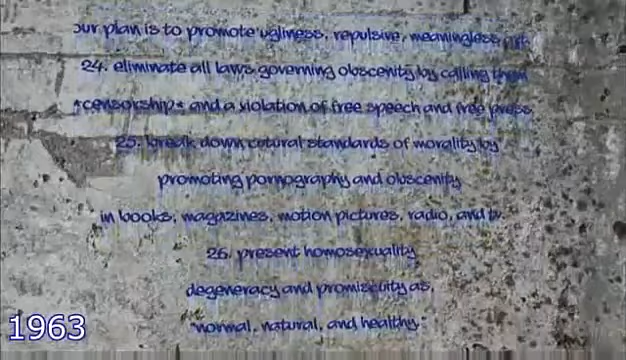 our plan is to promote ugliness, repulsive, meaningless art.
24. eliminate all laws governing obscenity by calling them
"censorship" and a violation of free speech and free press.
25. break down cutural standards of morality by
promoting pornography and obscenity
in books, magazines, motion pictures, radio, and tv.
26. present homosexuality,
degeneracy and promiscuity as,
"normal, natural, and healthy."
1963